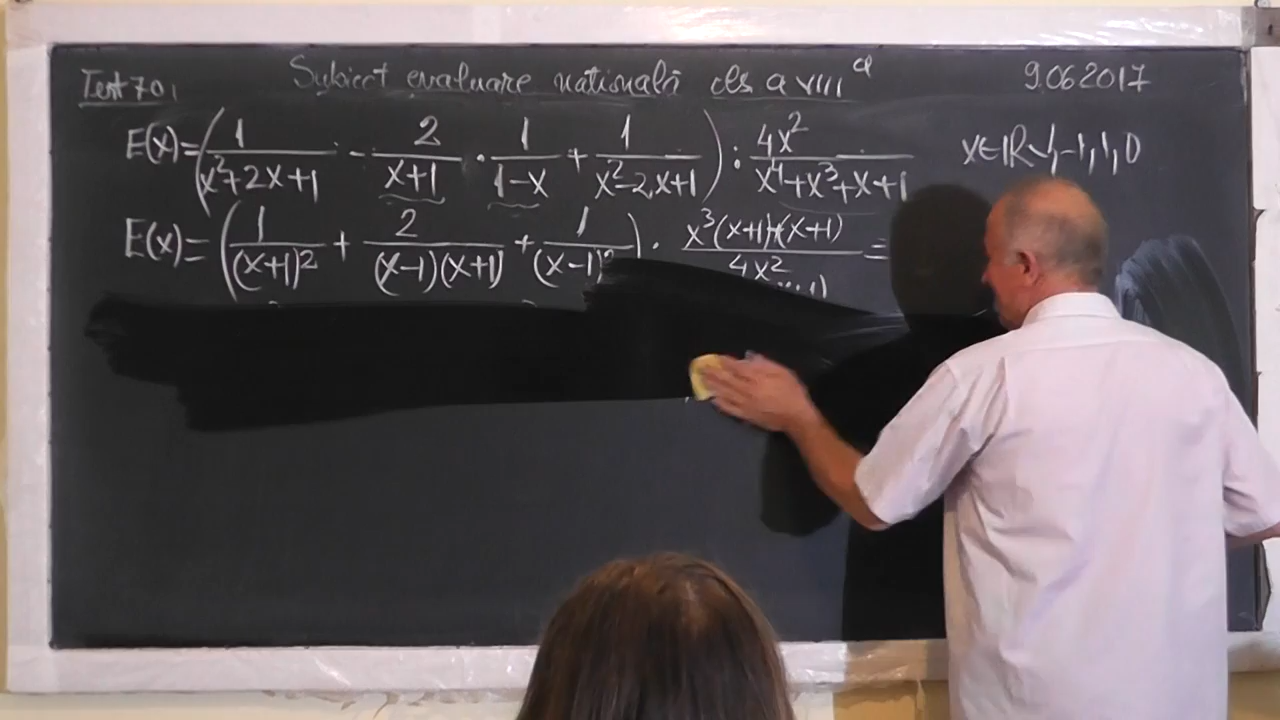 Test 70, Subiect evaluare națională cls a VIII a 9.06 2017
E(x)=(1/(x²+2x+1) - 2/(x+1) · 1/(1-x) + 1/(x²-2x+1)) : 4x²/(x⁴+x³+x+1) x∈ℝ\{-1,1,0
E(x)=(1/(x+1)² + 2/((x-1)(x+1)) + 1/(x-1)²) · (x³(x+1)+(x+1))/4x² =